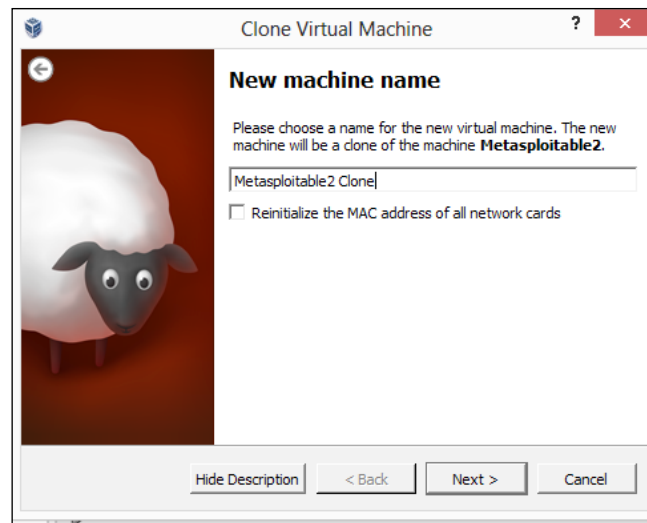 Clone Virtual Machine
?
New machine name
Please choose a name for the new virtual machine. The new
machine will be a clone of the machine Metasploitable2.
Metasploitable2 Clone
Reinitialize the MAC address of all network cards
Hide Description
< Back
Next >
Cancel